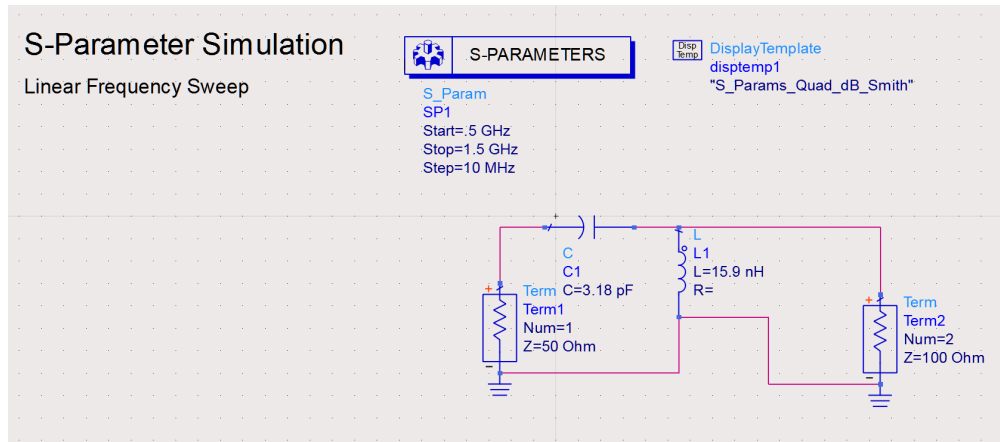 S-Parameter Simulation
Linear Frequency Sweep
S-PARAMETERS
S_Param
SP1
Start=.5 GHz
Stop=1.5 GHz
Step=10 MHz
Disp
Temp
DisplayTemplate
disptemp1
"S_Params_Quad_dB_Smith"
C
C1
C=3.18 pF
L
L1
L=15.9 nH
R=
+
Term
Term1
Num=1
Z=50 Ohm
−
+
Term
Term2
Num=2
Z=100 Ohm
−